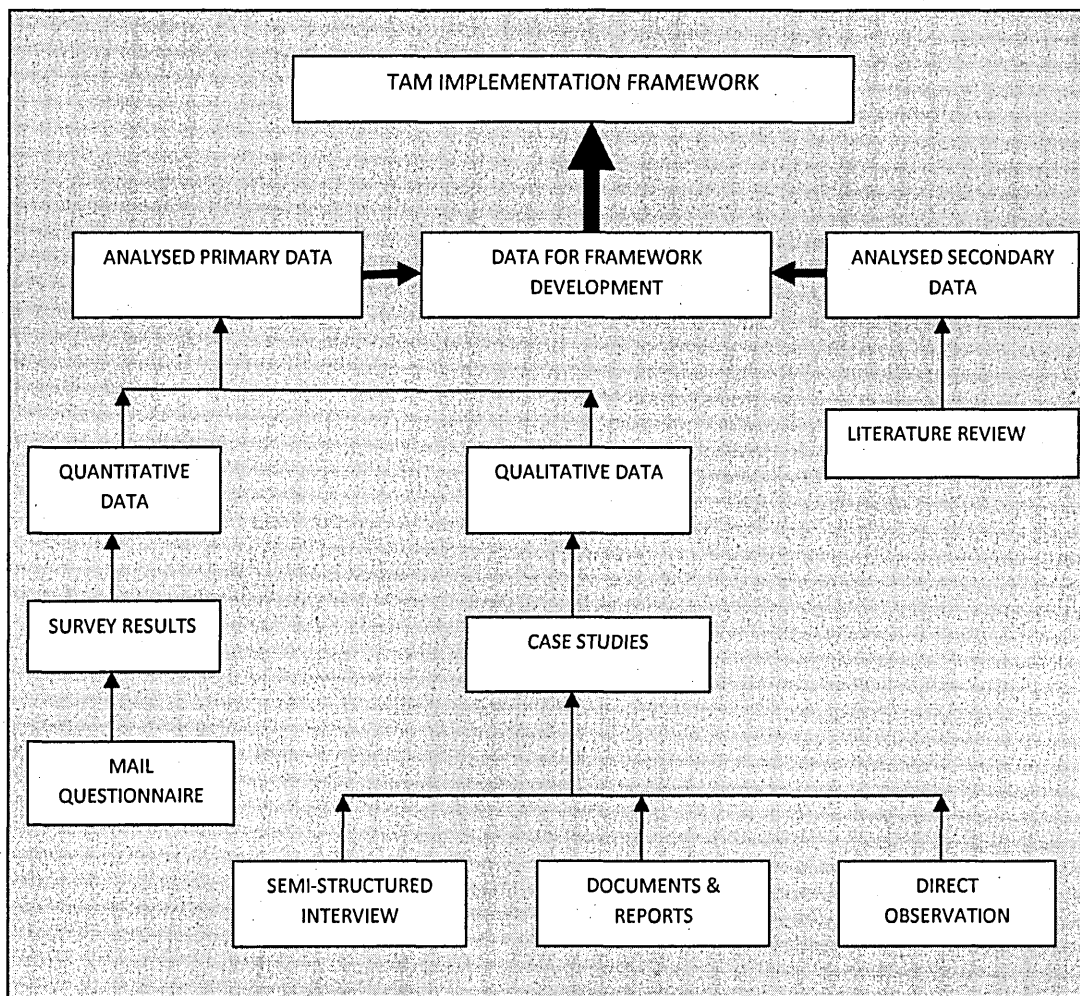 TAM IMPLEMENTATION FRAMEWORK
ANALYSED PRIMARY DATA
DATA FOR FRAMEWORK
DEVELOPMENT
ANALYSED SECONDARY
DATA
LITERATURE REVIEW
QUANTITATIVE
DATA
QUALITATIVE DATA
SURVEY RESULTS
CASE STUDIES
MAIL
QUESTIONNAIRE
SEMI-STRUCTURED
INTERVIEW
DOCUMENTS &
REPORTS
DIRECT
OBSERVATION